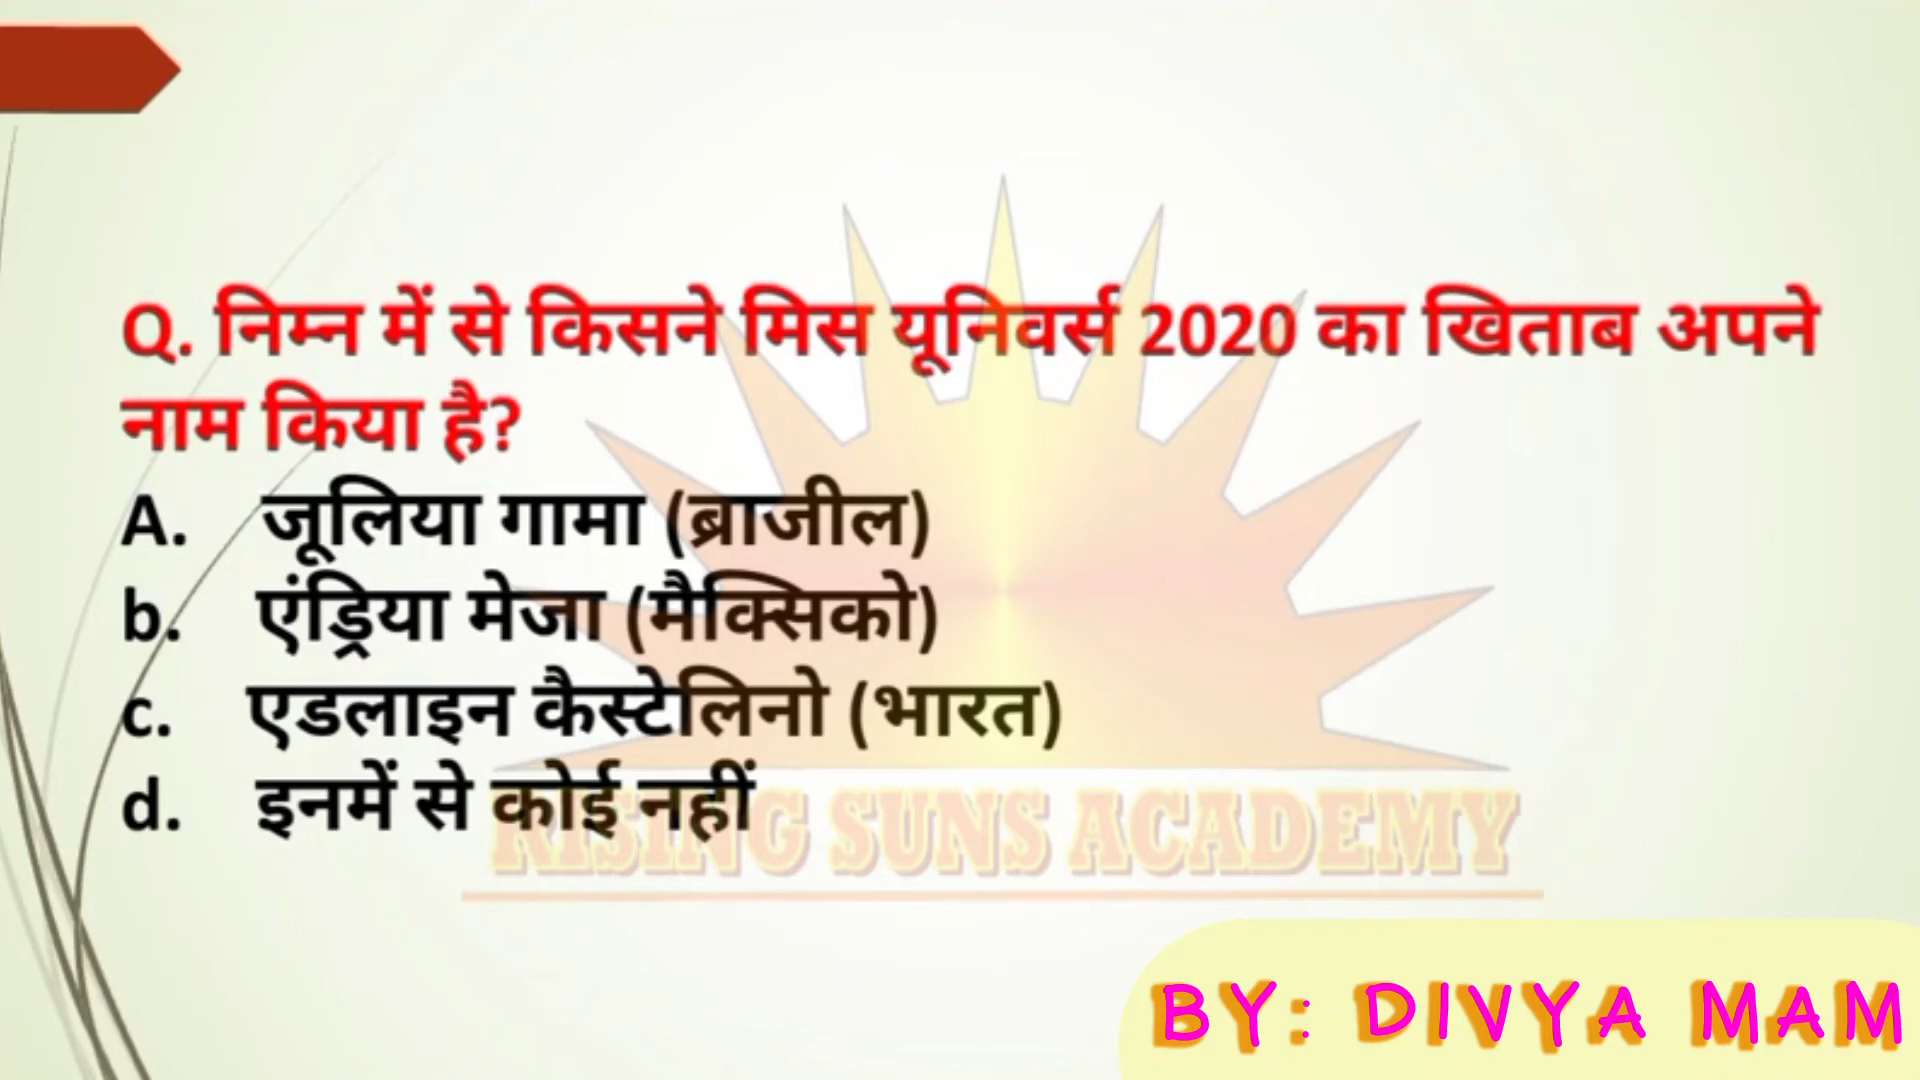 Q. निम्न में से किसने मिस यूनिवर्स 2020 का खिताब अपने
नाम किया है?
A. जूलिया गामा (ब्राजील)
b. एंड्रिया मेजा (मैक्सिको)
c. एडलाइन कैस्टेलिनो (भारत)
d. इनमें से कोई नहीं
RISING SUNS ACADEMY
BY: DIVYA MAM